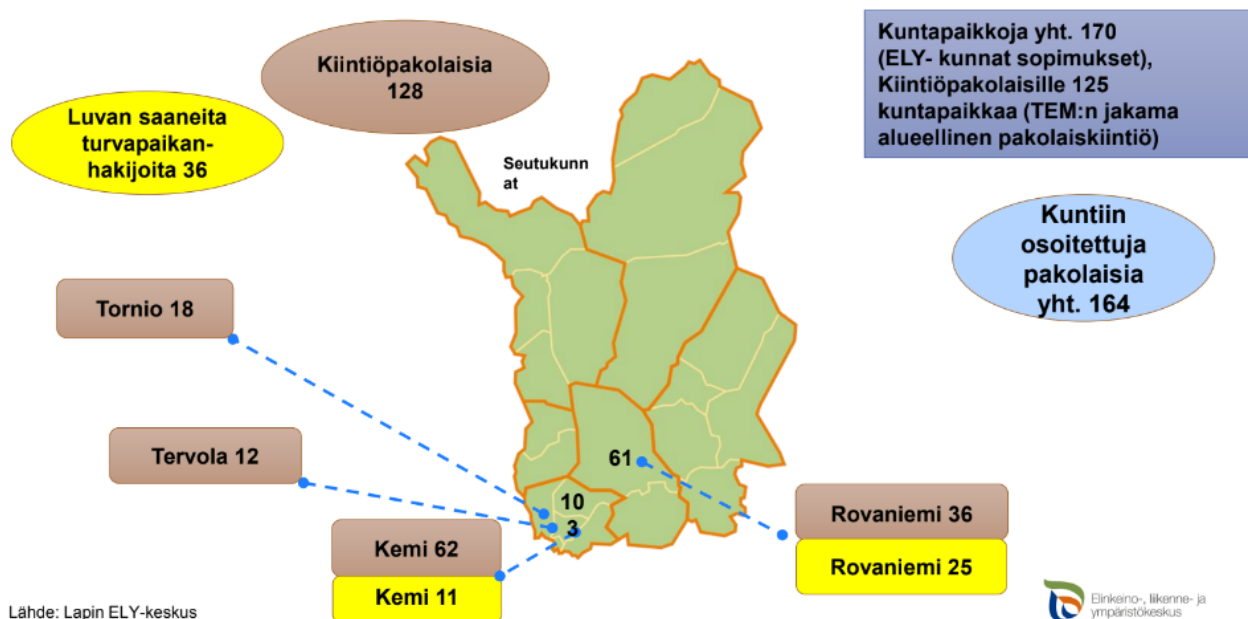 Kiintiöpakolaisia
128
Kuntapaikkoja yht. 170
(ELY- kunnat sopimukset),
Kiintiöpakolaisille 125
kuntapaikkaa (TEM:n jakama
alueellinen pakolaiskiintiö)
Luvan saaneita
turvapaikan-
hakijoita 36
Seutukunn
at
Kuntiin
osoitettuja
pakolaisia
yht. 164
Tornio 18
Tervola 12
61
10
3
Kemi 62
Kemi 11
Rovaniemi 36
Rovaniemi 25
Lähde: Lapin ELY-keskus
Elinkeino-, liikenne- ja
ympäristökeskus